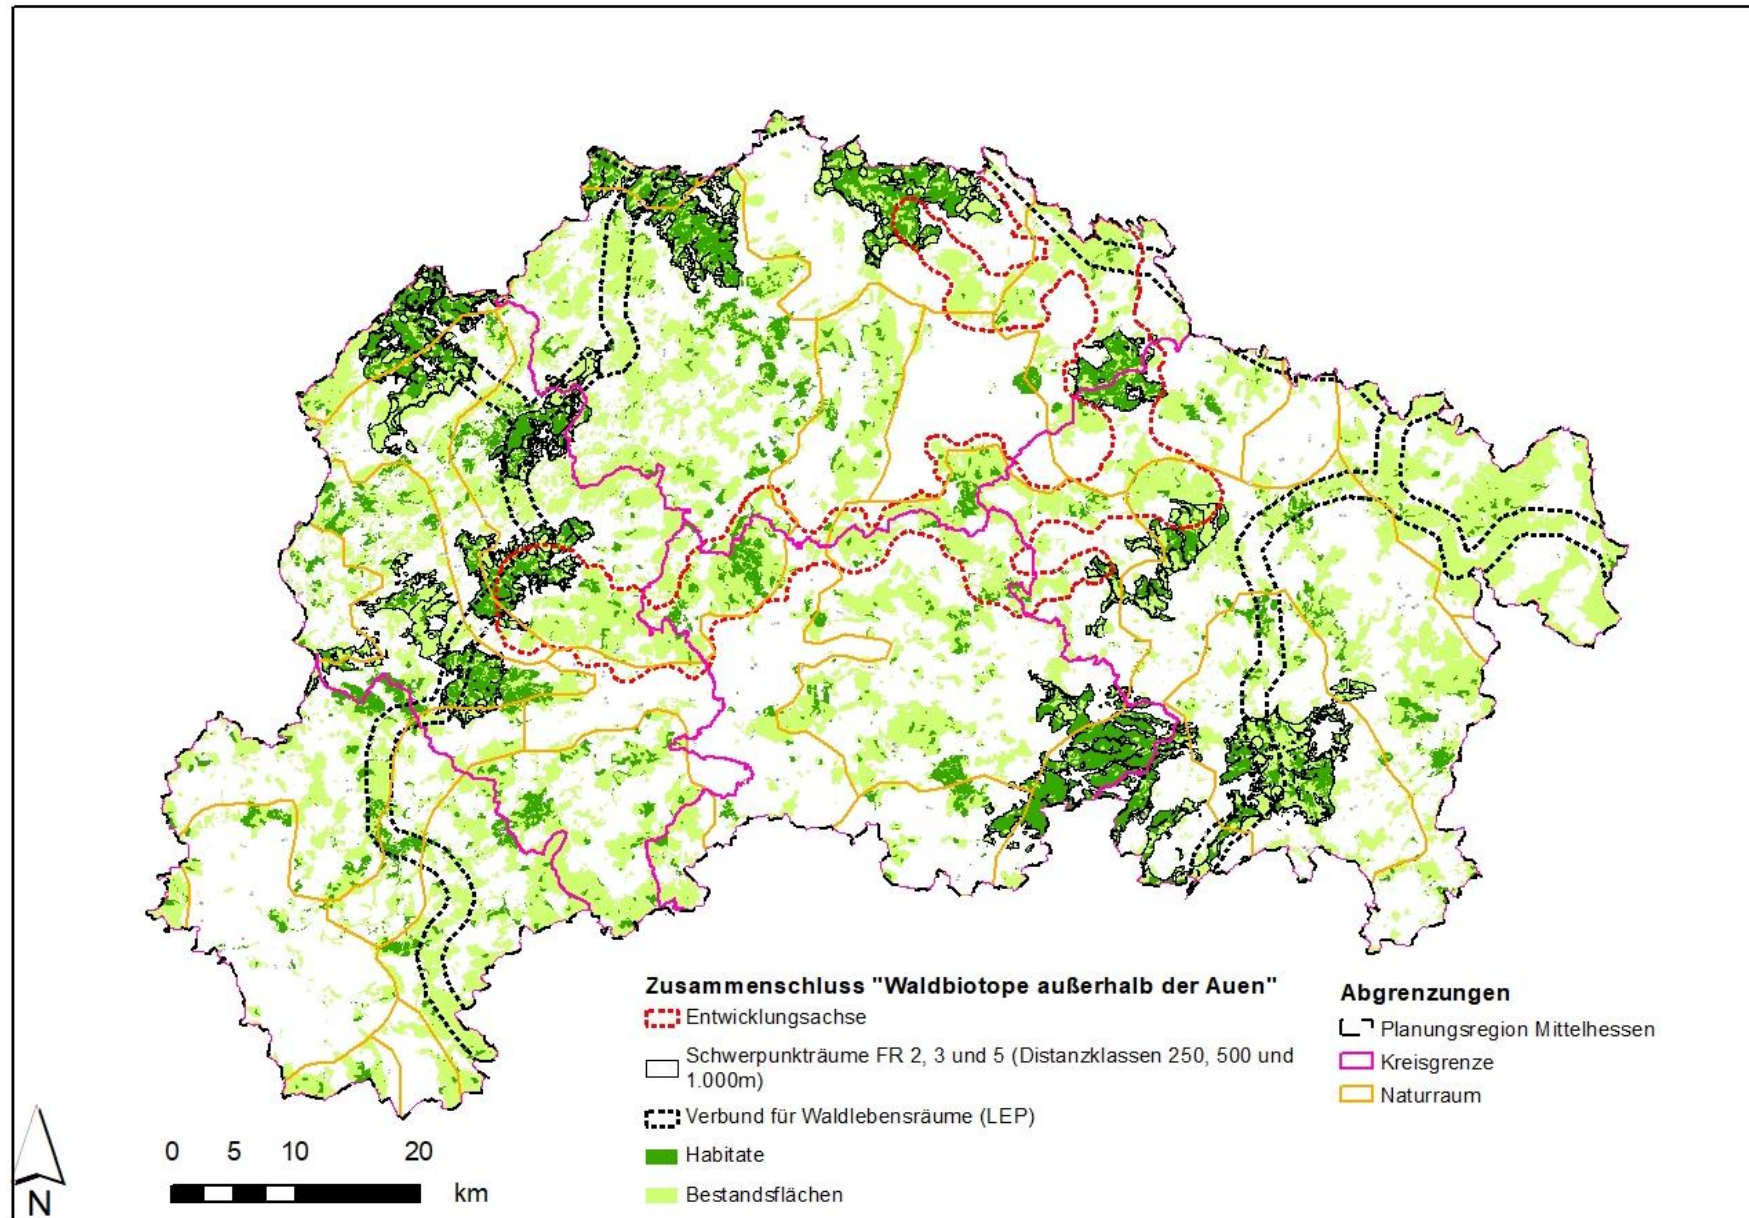 Zusammenschluss "Waldbiotope außerhalb der Auen"
Entwicklungsachse
Schwerpunkträume FR 2, 3 und 5 (Distanzklassen 250, 500 und
1.000m)
Verbund für Waldlebensräume (LEP)
Habitate
Bestandsflächen
Abgrenzungen
Planungsregion Mittelhessen
Kreisgrenze
Naturraum
0 5 10 20
km
N